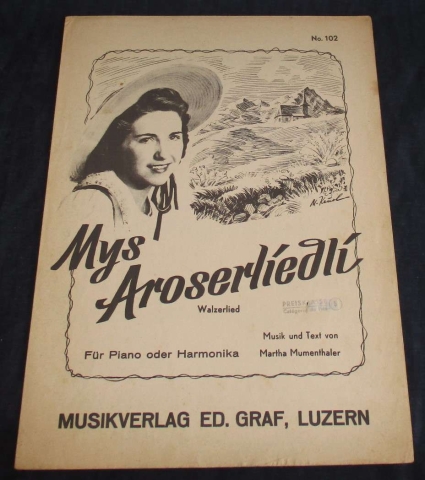 No. 102
Mys
Aroserliedli
Walzerlied
Für Piano oder Harmonika
Musik und Text von
Martha Mumenthaler
MUSIKVERLAG ED. GRAF, LUZERN